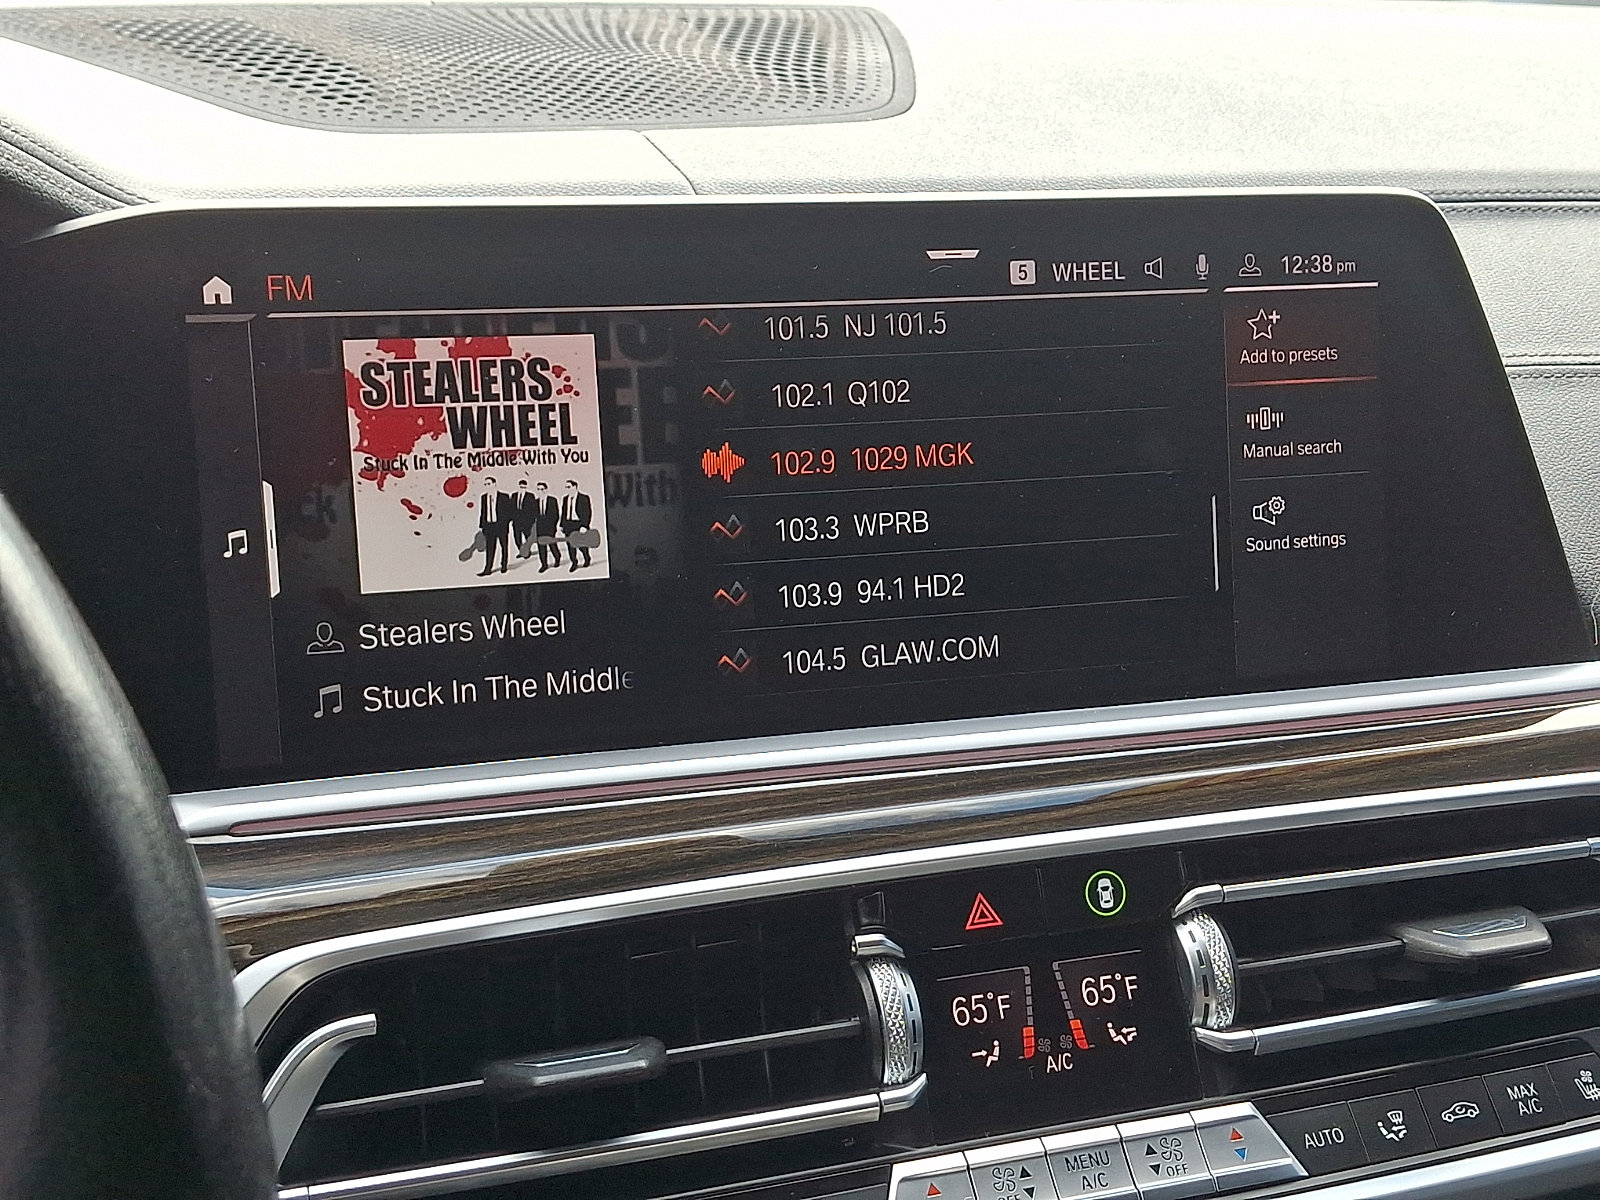 FM
5 WHEEL 12:38 pm
STEALERS
WHEEL
Stuck In The Middle With You
Stealers Wheel
Stuck In The Middle
101.5 NJ 101.5
102.1 Q102
102.9 1029 MGK
103.3 WPRB
103.9 94.1 HD2
104.5 GLAW.COM
Add to presets
Manual search
Sound settings
65°F
65°F
A/C
OFF
MENU
A/C
OFF
AUTO
MAX
A/C